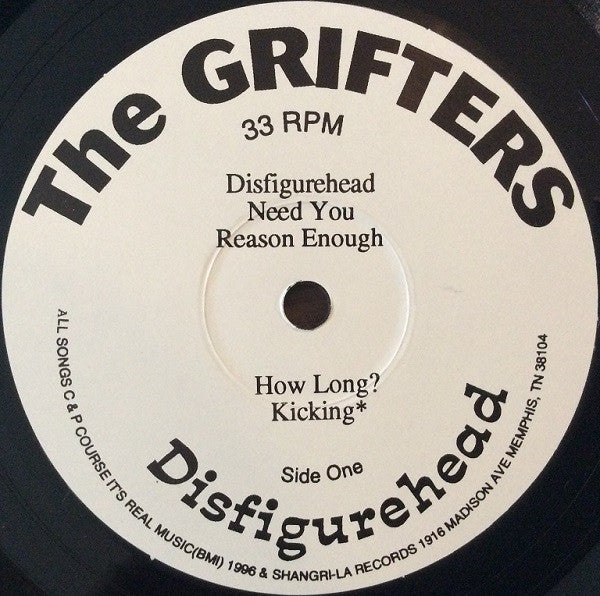 The GRIFTERS
33 RPM
Disfigurehead
Need You
Reason Enough
How Long?
Kicking*
Side One
Disfigurehead
ALL SONGS C & P COURSE IT'S REAL MUSIC(BMI) 1996 & SHANGRI-LA RECORDS 1916 MADISON AVE MEMPHIS, TN 38104